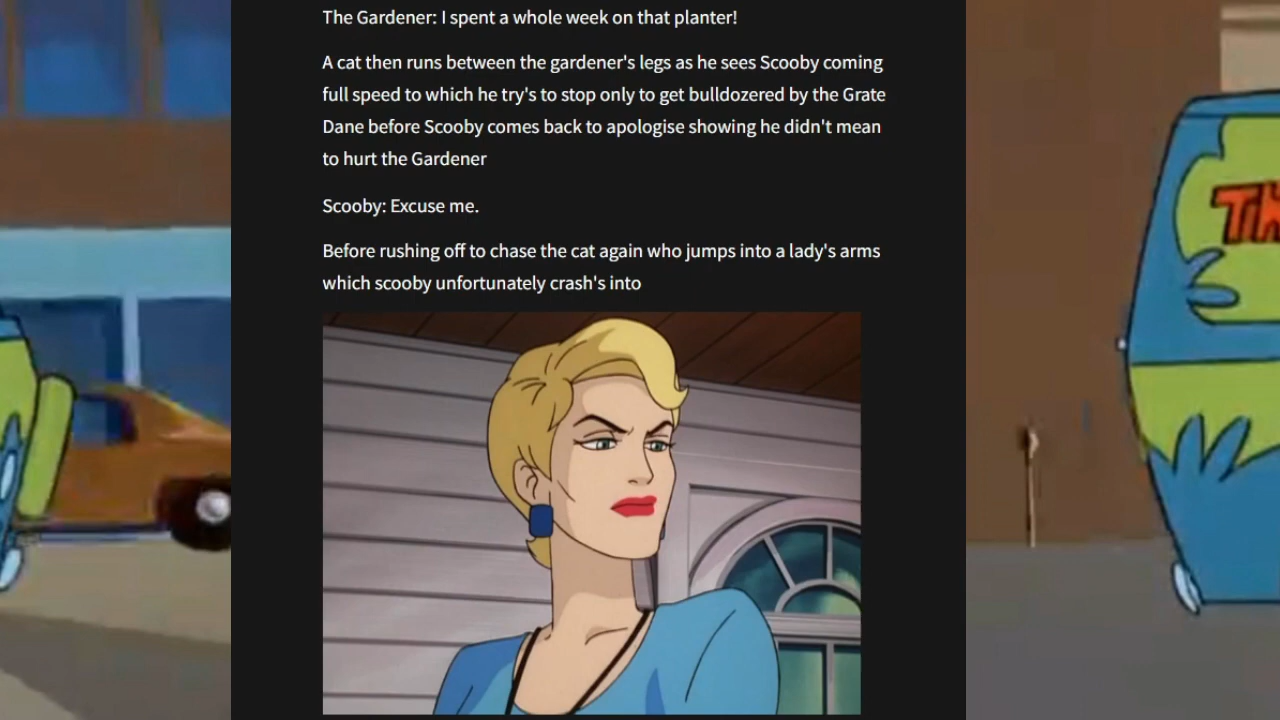 The Gardener: I spent a whole week on that planter!
A cat then runs between the gardener's legs as he sees Scooby coming
full speed to which he try's to stop only to get bulldozered by the Grate
Dane before Scooby comes back to apologise showing he didn't mean
to hurt the Gardener
Scooby: Excuse me.
Before rushing off to chase the cat again who jumps into a lady's arms
which scooby unfortunately crash's into